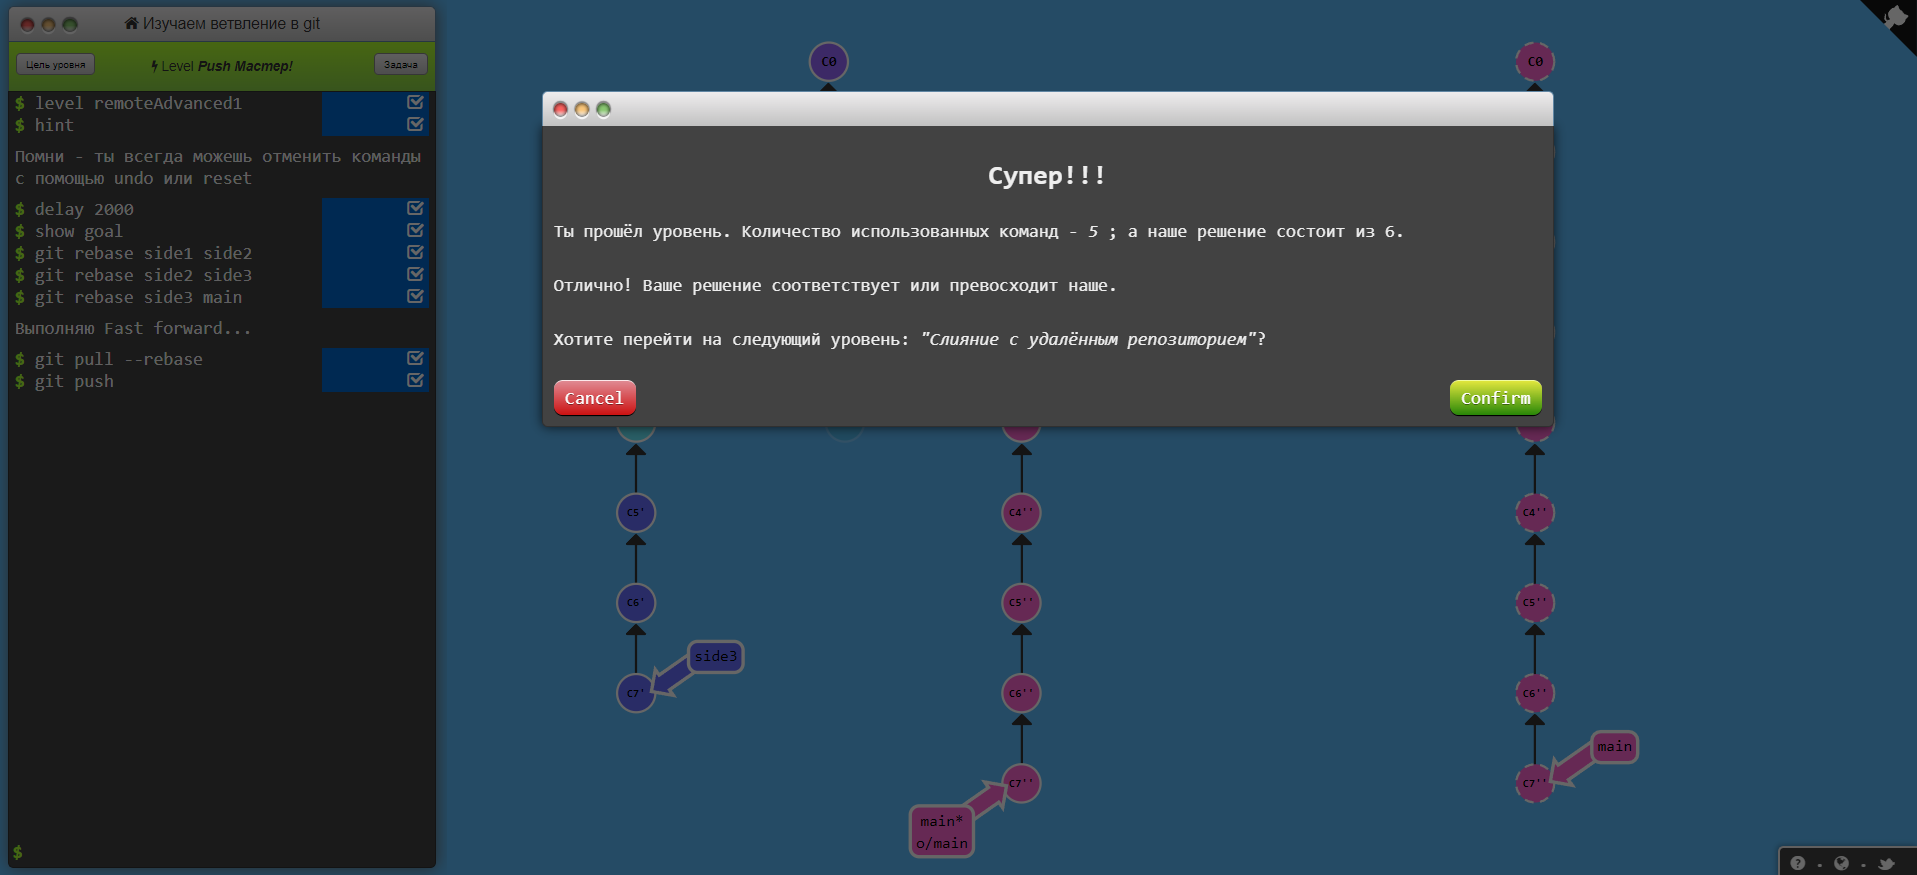 Изучаем ветвление в git
Цель уровня
Level Push Мастер!
Задача
$ level remoteAdvanced1
$ hint
Помни - ты всегда можешь отменить команды
с помощью undo или reset
$ delay 2000
$ show goal
$ git rebase side1 side2
$ git rebase side2 side3
$ git rebase side3 main
Выполняю Fast forward...
$ git pull --rebase
$ git push
$
C0
C0
Супер!!!
Ты прошёл уровень. Количество использованных команд - 5 ; а наше решение состоит из 6.
Отлично! Ваше решение соответствует или превосходит наше.
Хотите перейти на следующий уровень: "Слияние с удалённым репозиторием"?
Cancel
Confirm
C5'
C4''
C4''
C6'
C5''
C5''
side3
C7'
C6''
C6''
main
C7''
C7''
main*
o/main